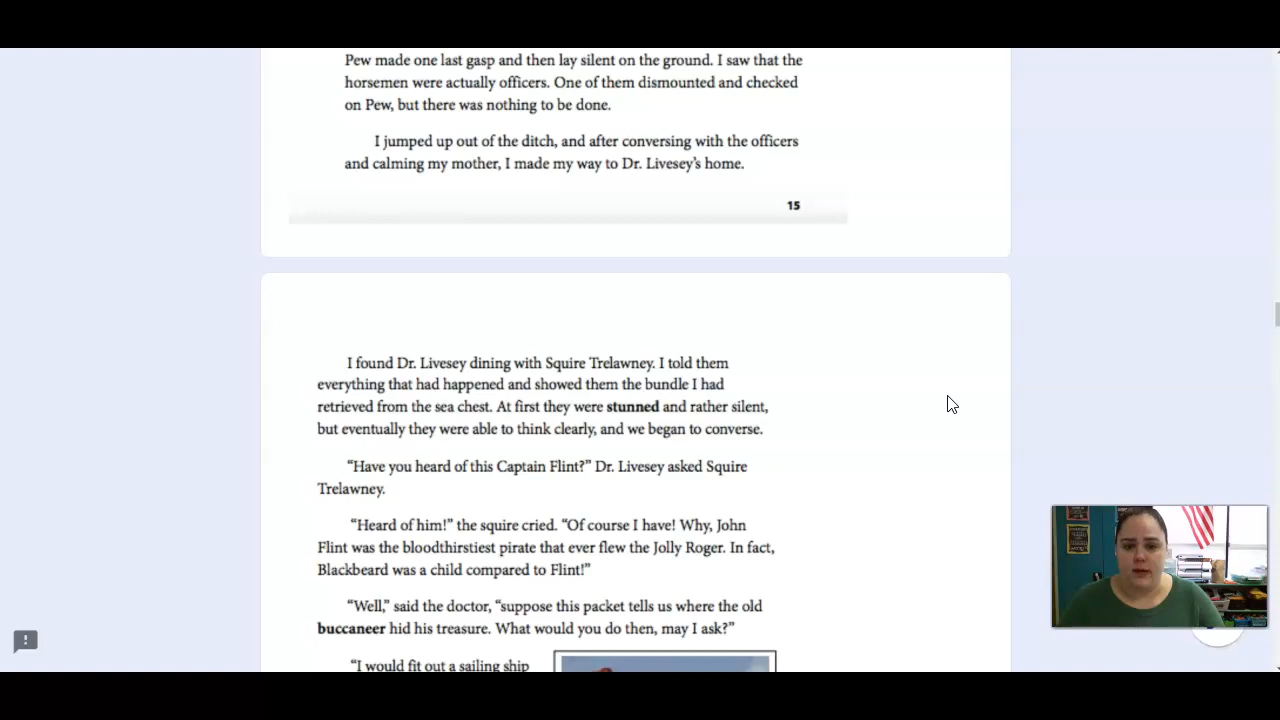 Pew made one last gasp and then lay silent on the ground. I saw that the
horsemen were actually officers. One of them dismounted and checked
on Pew, but there was nothing to be done.
I jumped up out of the ditch, and after conversing with the officers
and calming my mother, I made my way to Dr. Livesey’s home.
15
I found Dr. Livesey dining with Squire Trelawney. I told them
everything that had happened and showed them the bundle I had
retrieved from the sea chest. At first they were stunned and rather silent,
but eventually they were able to think clearly, and we began to converse.
“Have you heard of this Captain Flint?” Dr. Livesey asked Squire
Trelawney.
“Heard of him!” the squire cried. “Of course I have! Why, John
Flint was the bloodthirstiest pirate that ever flew the Jolly Roger. In fact,
Blackbeard was a child compared to Flint!”
“Well,” said the doctor, “suppose this packet tells us where the old
buccaneer hid his treasure. What would you do then, may I ask?”
“I would fit out a sailing ship